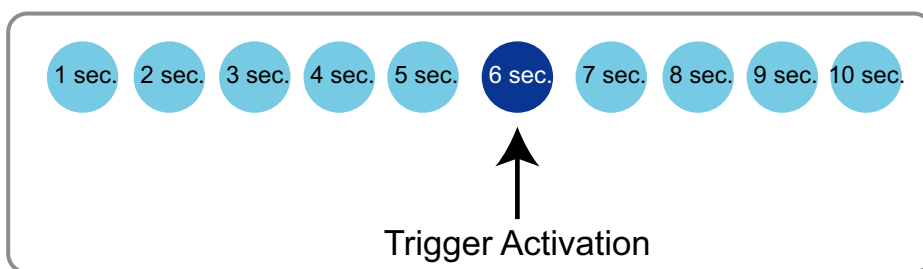 1 sec. 2 sec. 3 sec. 4 sec. 5 sec. 6 sec. 7 sec. 8 sec. 9 sec. 10 sec.
Trigger Activation